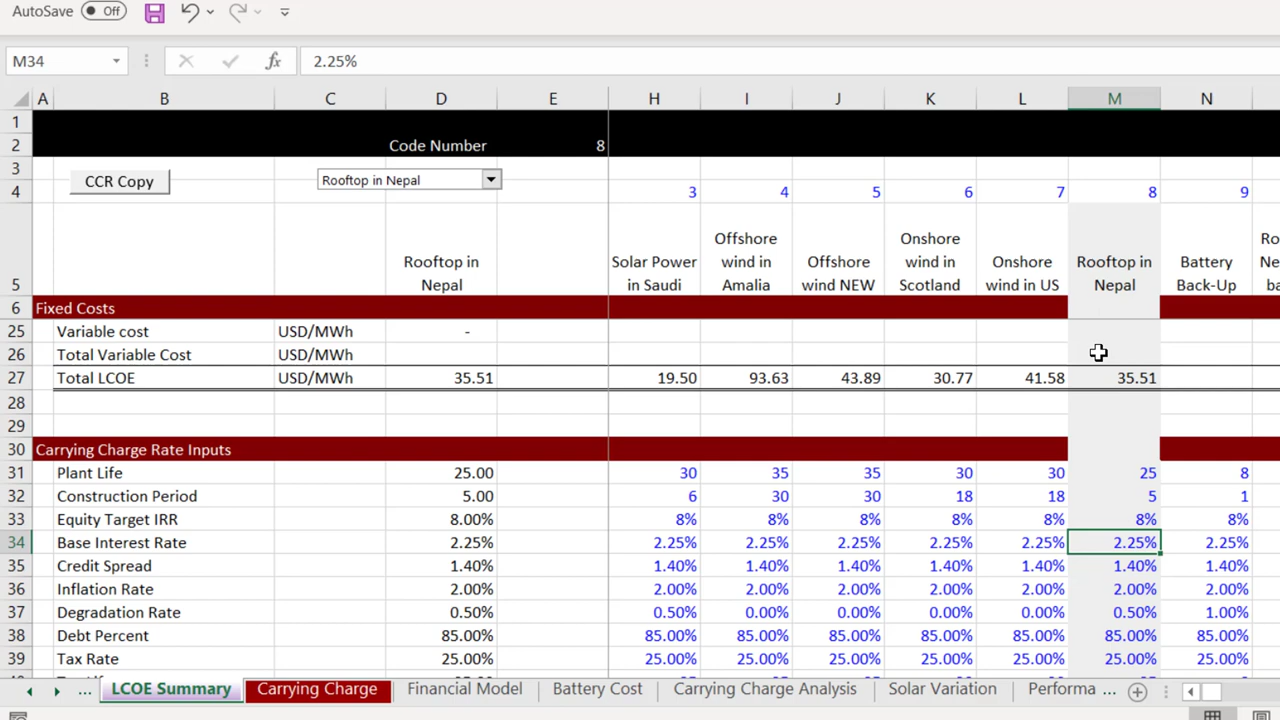 AutoSave Off
M34 fx 2.25%
A B C D E H I J K L M N
1
2 Code Number 8
3 CCR Copy Rooftop in Nepal
4 3 4 5 6 7 8 9
5 Rooftop in Nepal Solar Power in Saudi Offshore wind in Amalia Offshore wind NEW Onshore wind in Scotland Onshore wind in US Rooftop in Nepal Battery Back-Up
6 Fixed Costs
25 Variable cost USD/MWh -
26 Total Variable Cost USD/MWh
27 Total LCOE USD/MWh 35.51 19.50 93.63 43.89 30.77 41.58 35.51
28
29
30 Carrying Charge Rate Inputs
31 Plant Life 25.00 30 35 35 30 30 25 8
32 Construction Period 5.00 6 30 30 18 18 5 1
33 Equity Target IRR 8.00% 8% 8% 8% 8% 8% 8% 8%
34 Base Interest Rate 2.25% 2.25% 2.25% 2.25% 2.25% 2.25% 2.25% 2.25%
35 Credit Spread 1.40% 1.40% 1.40% 1.40% 1.40% 1.40% 1.40% 1.40%
36 Inflation Rate 2.00% 2.00% 2.00% 2.00% 2.00% 2.00% 2.00% 2.00%
37 Degradation Rate 0.50% 0.50% 0.00% 0.00% 0.00% 0.00% 0.50% 1.00%
38 Debt Percent 85.00% 85.00% 85.00% 85.00% 85.00% 85.00% 85.00% 85.00%
39 Tax Rate 25.00% 25.00% 25.00% 25.00% 25.00% 25.00% 25.00% 25.00%
... LCOE Summary Carrying Charge Financial Model Battery Cost Carrying Charge Analysis Solar Variation Performa ...